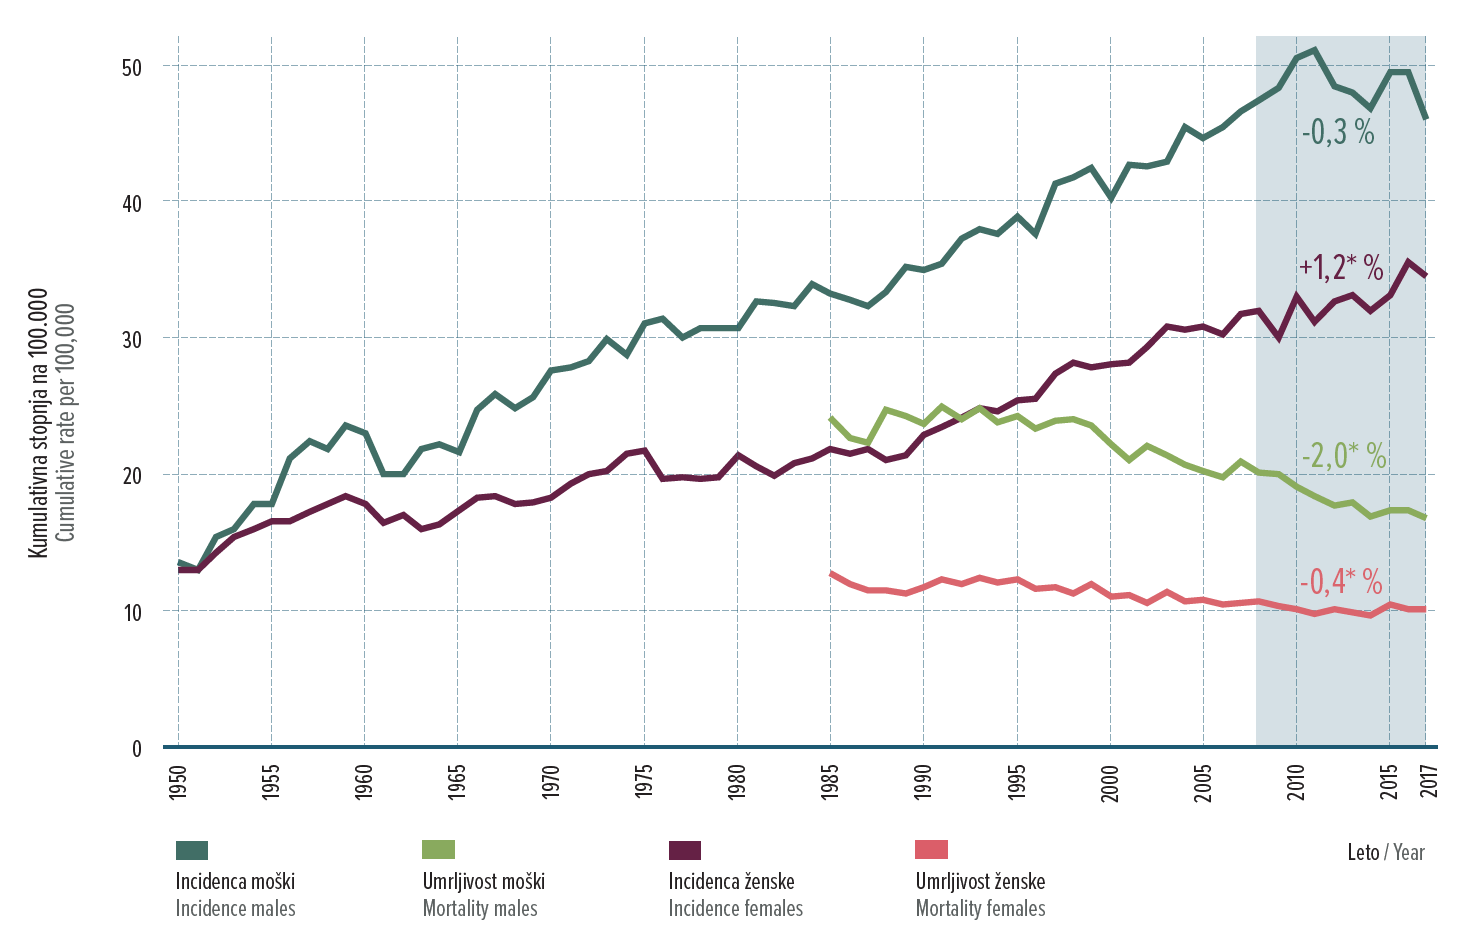 Kumulativna stopnja na 100.000
Cumulative rate per 100,000
50
40
30
20
10
0
-0,3 %
+1,2* %
-2,0* %
-0,4* %
1950 1955 1960 1965 1970 1975 1980 1985 1990 1995 2000 2005 2010 2015 2017
Leto / Year
Incidenca moški
Incidence males
Umrljivost moški
Mortality males
Incidenca ženske
Incidence females
Umrljivost ženske
Mortality females